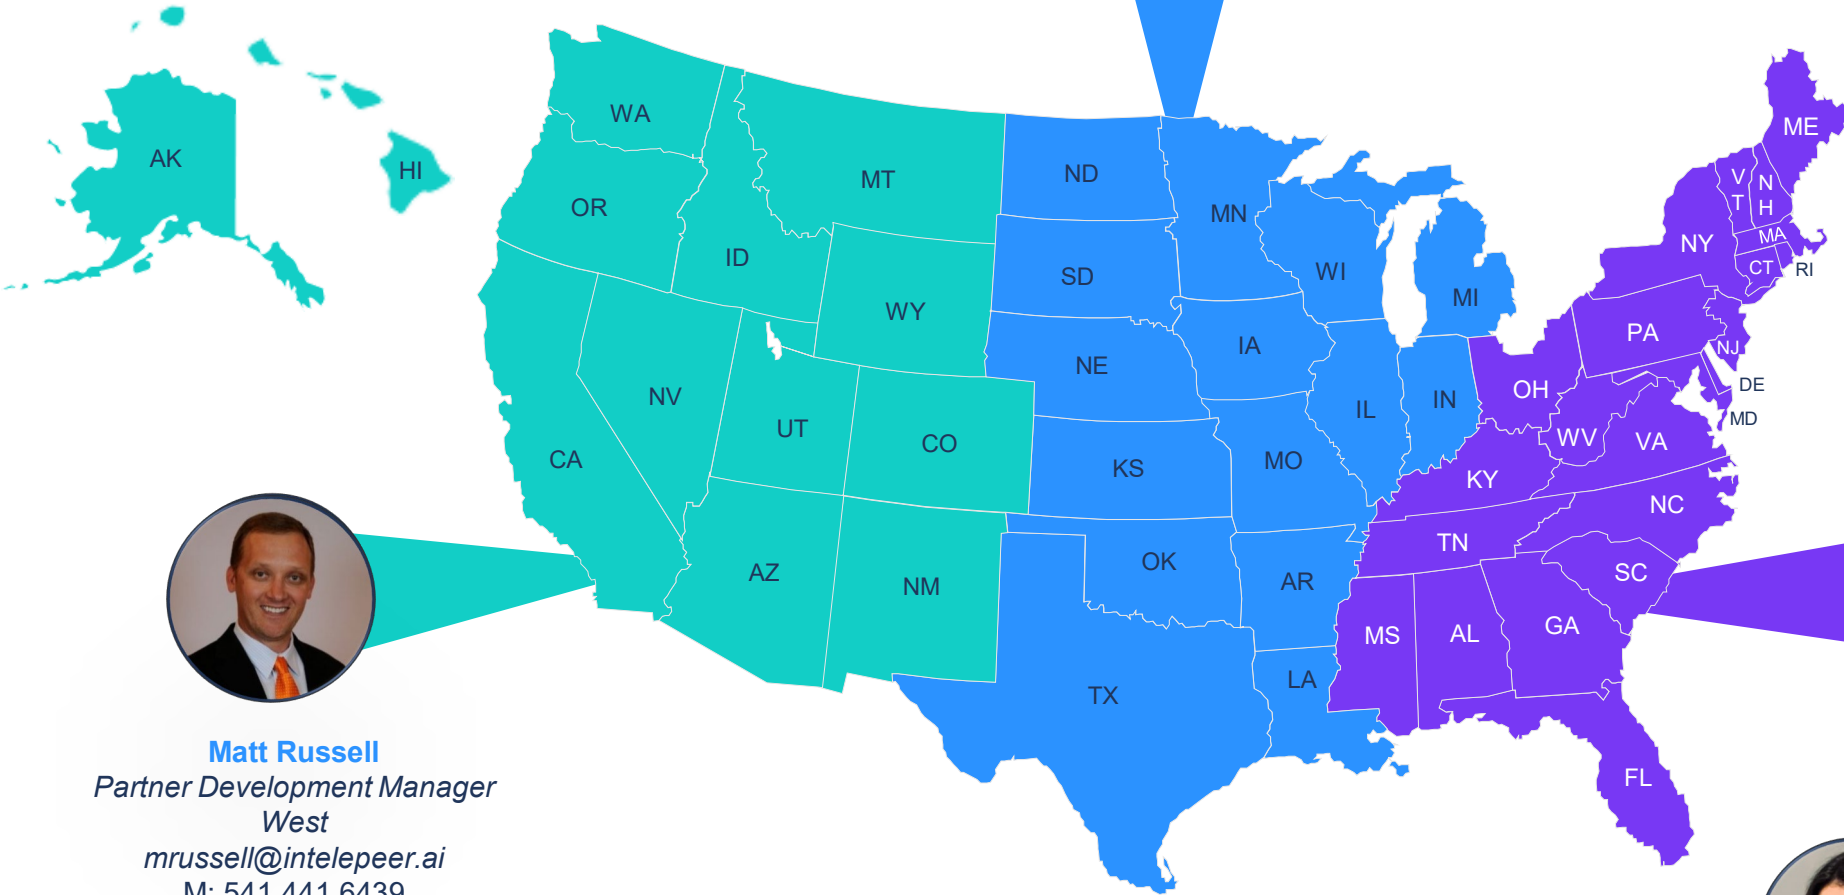 WA
AK
HI
OR
ID
MT
WY
CA
NV
UT
CO
AZ
NM
ND
SD
NE
KS
OK
TX
MN
IA
MO
AR
LA
WI
IL
IN
MI
ME
V
T
N
H
NY
MA
CT
RI
PA
NJ
DE
MD
OH
WV
VA
KY
NC
TN
SC
MS
AL
GA
FL
Matt Russell
Partner Development Manager
West
mrussell@intelepeer.ai
M: 541.441.6439